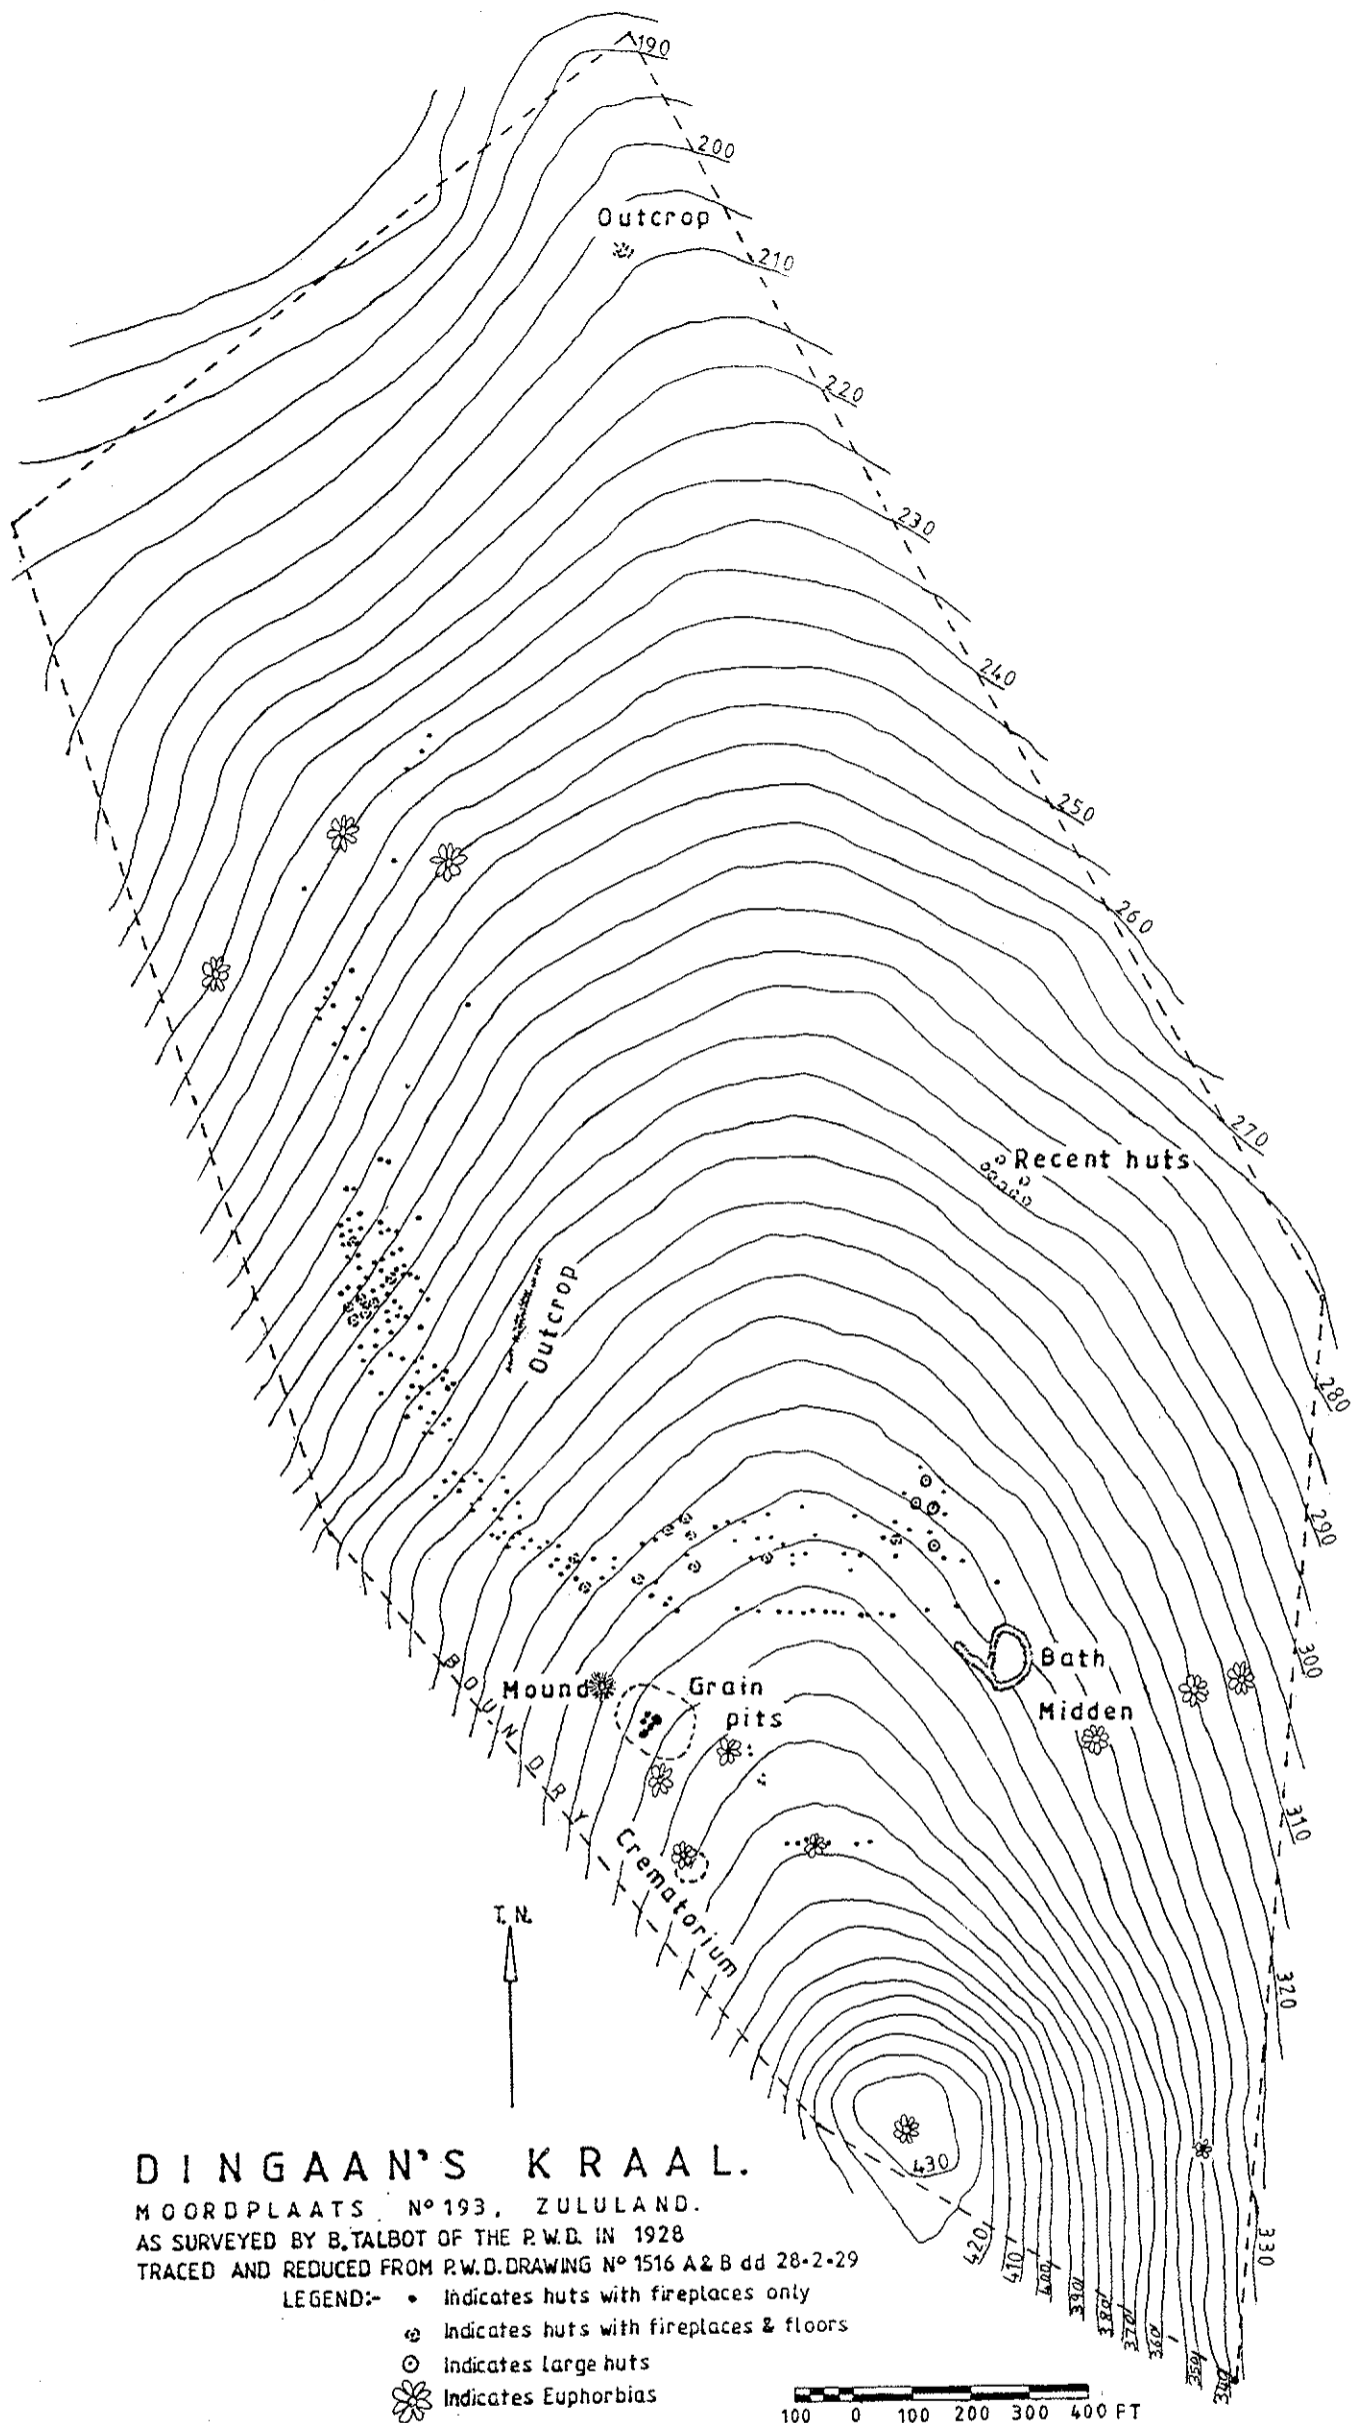 190
200
Outcrop
210
220
230
240
250
260
270
Recent huts
Outcrop
280
290
300
Bath
Mound
Grain
pits
Midden
BOUNDRY
310
Crematorium
T.N.
320
430
330
420
410
400
390
380
370
360
350
340
DINGAAN'S KRAAL.
MOORDPLAATS Nº 193, ZULULAND.
AS SURVEYED BY B. TALBOT OF THE P.W.D. IN 1928
TRACED AND REDUCED FROM P.W.D. DRAWING Nº 1516 A & B dd 28-2-29
LEGEND:- Indicates huts with fireplaces only
Indicates huts with fireplaces & floors
Indicates large huts
Indicates Euphorbias
100 0 100 200 300 400 FT